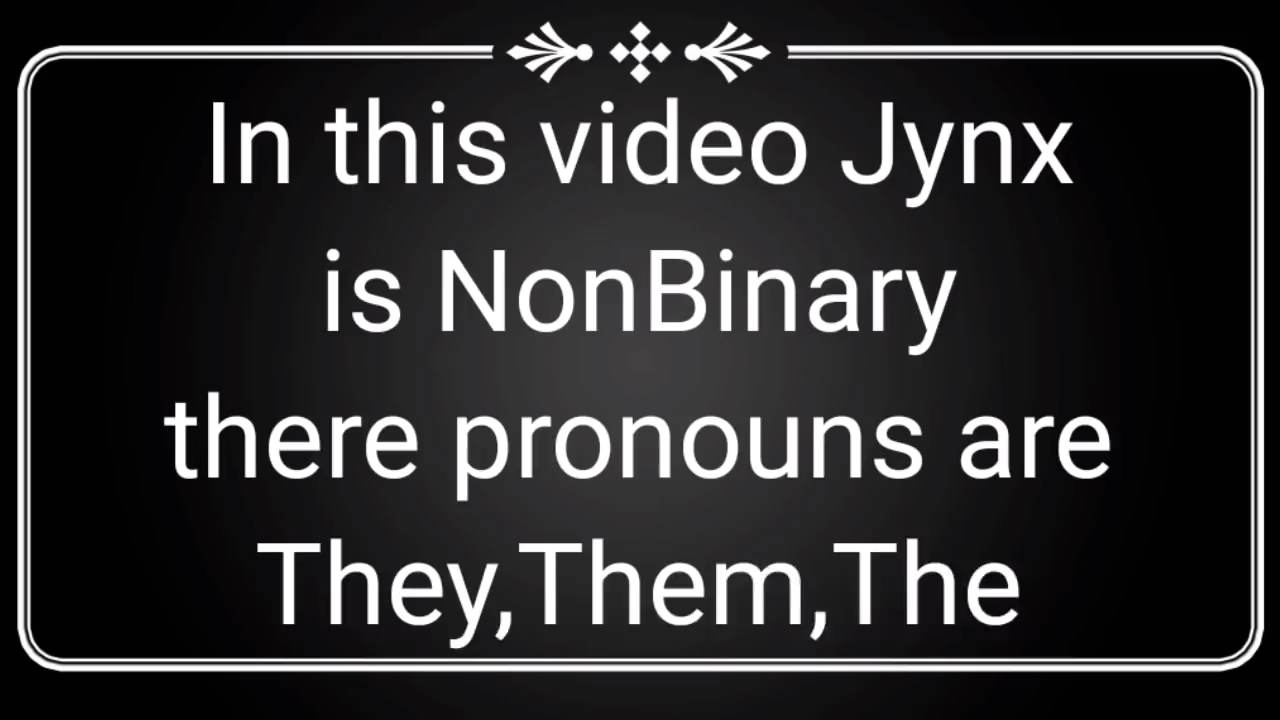 In this video Jynx
is NonBinary
there pronouns are
They,Them,The